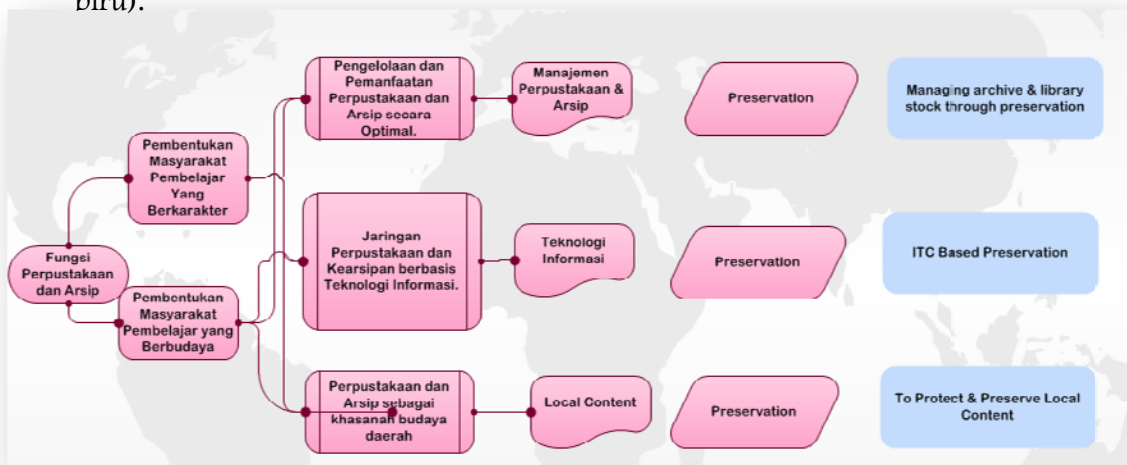 biru).
Pengelolaan dan
Pemanfaatan
Perpustakaan dan
Arsip secara
Optimal.
Manajemen
Perpustakaan &
Arsip
Preservation
Managing archive & library
stock through preservation
Pembentukan
Masyarakat
Pembelajar
Yang
Berkarakter
Jaringan
Perpustakaan dan
Kearsipan berbasis
Teknologi Informasi.
Teknologi
Informasi
Preservation
ITC Based Preservation
Fungsi
Perpustakaan
dan Arsip
Pembentukan
Masyarakat
Pembelajar yang
Berbudaya
Perpustakaan dan
Arsip sebagai
khasanah budaya
daerah
Local Content
Preservation
To Protect & Preserve Local
Content